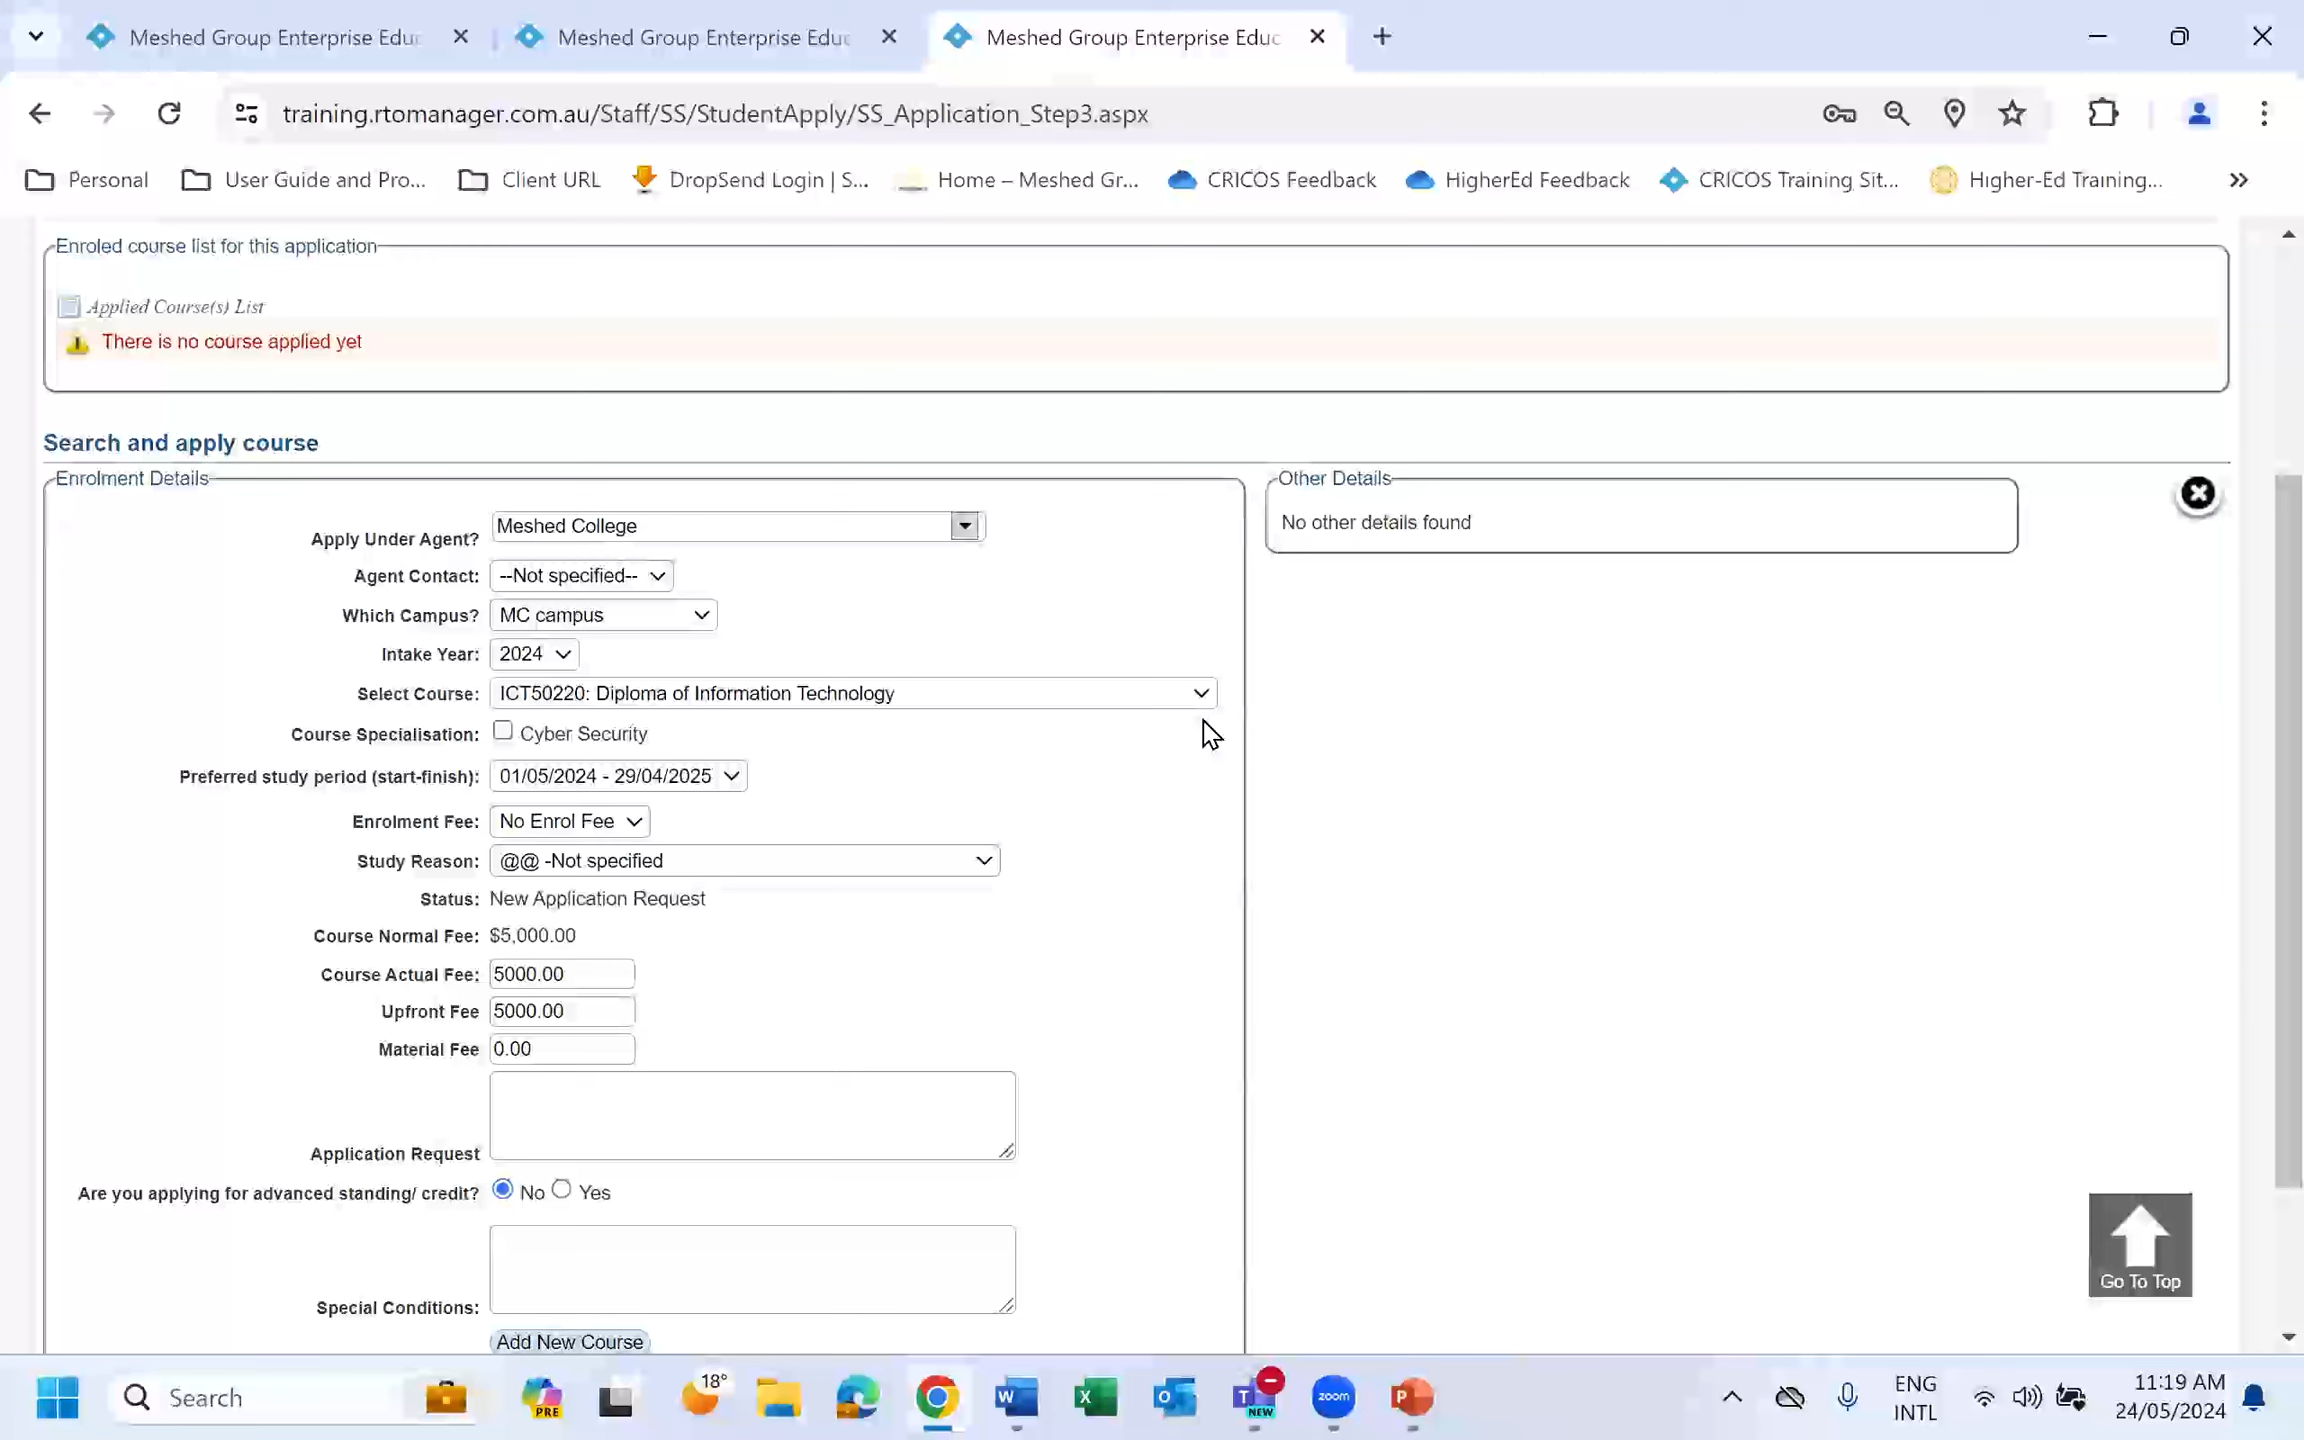 Meshed Group Enterprise Edu
Meshed Group Enterprise Edu
Meshed Group Enterprise Educ
training.rtomanager.com.au/Staff/SS/StudentApply/SS_Application_Step3.aspx
Personal
User Guide and Pro...
Client URL
DropSend Login | S...
Home – Meshed Gr...
CRICOS Feedback
HigherEd Feedback
CRICOS Training Sit...
Higher-Ed Training...
Enroled course list for this application
Applied Course(s) List
There is no course applied yet
Search and apply course
Enrolment Details
Other Details
No other details found
Apply Under Agent? Meshed College
Agent Contact: --Not specified--
Which Campus? MC campus
Intake Year: 2024
Select Course: ICT50220: Diploma of Information Technology
Course Specialisation: Cyber Security
Preferred study period (start-finish): 01/05/2024 - 29/04/2025
Enrolment Fee: No Enrol Fee
Study Reason: @@ -Not specified
Status: New Application Request
Course Normal Fee: $5,000.00
Course Actual Fee: 5000.00
Upfront Fee 5000.00
Material Fee 0.00
Application Request
Are you applying for advanced standing/ credit? No Yes
Special Conditions:
Add New Course
Go To Top
Search
PRE
18°
W
X
O
T
NEW
zoom
P
ENG
INTL
11:19 AM
24/05/2024